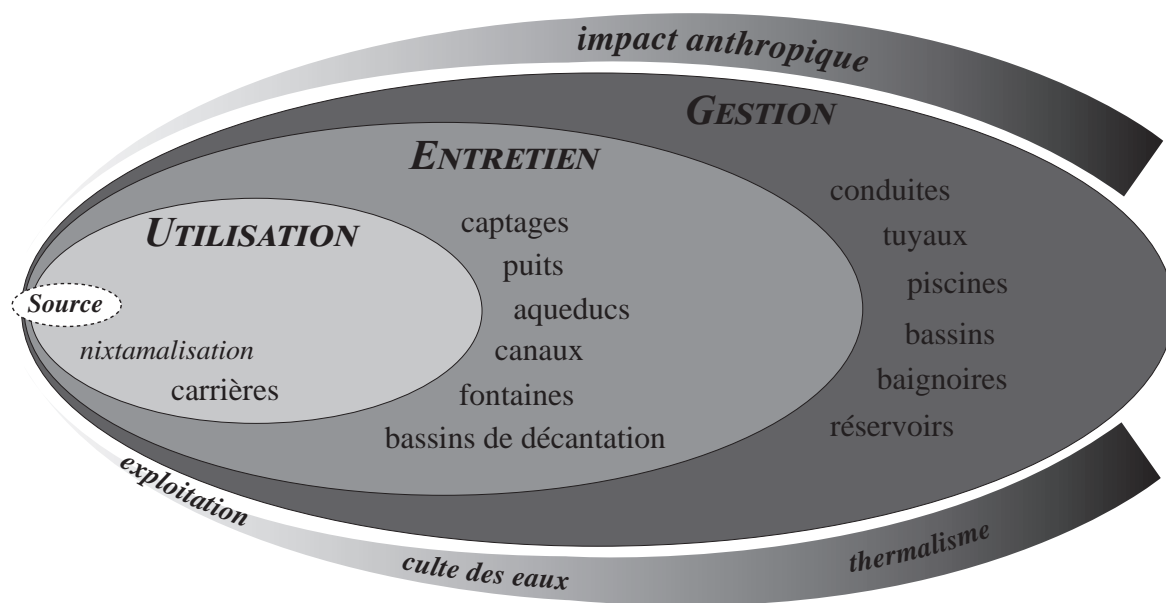 impact anthropique
GESTION
ENTRETIEN
UTILISATION
Source
nixtamalisation
carrières
captages
puits
aqueducs
canaux
fontaines
bassins de décantation
conduites
tuyaux
piscines
bassins
baignoires
réservoirs
exploitation
culte des eaux
thermalisme